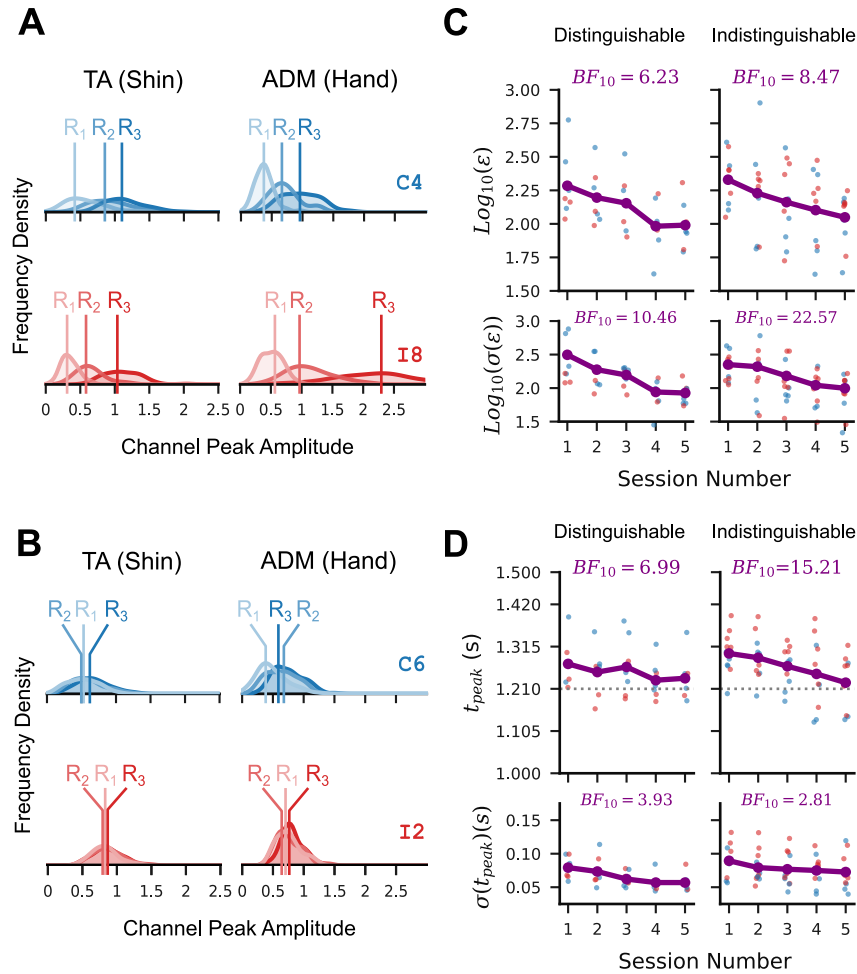 A
TA (Shin)
ADM (Hand)
R1 R2 R3
R1 R2 R3
C4
R1 R2 R3
R1 R2 R3
I8
Frequency Density
0 0.5 1 1.5 2 2.5
0 0.5 1 1.5 2 2.5
Channel Peak Amplitude
B
TA (Shin)
ADM (Hand)
R2 R1 R3
R1 R3 R2
C6
R2 R1 R3
R2 R1 R3
I2
Frequency Density
0 0.5 1 1.5 2 2.5
0 0.5 1 1.5 2 2.5
Channel Peak Amplitude
C
Distinguishable
Indistinguishable
BF10 = 6.23
BF10 = 8.47
Log10(ε)
3.00
2.75
2.50
2.25
2.00
1.75
1.50
BF10 = 10.46
BF10 = 22.57
Log10(σ(ε))
2.5
2.0
1.5
1 2 3 4 5
1 2 3 4 5
Session Number
D
Distinguishable
Indistinguishable
BF10 = 6.99
BF10=15.21
tpeak (s)
1.500
1.420
1.315
1.210
1.105
1.000
BF10 = 3.93
BF10 = 2.81
σ(tpeak)(s)
0.15
0.10
0.05
1 2 3 4 5
1 2 3 4 5
Session Number